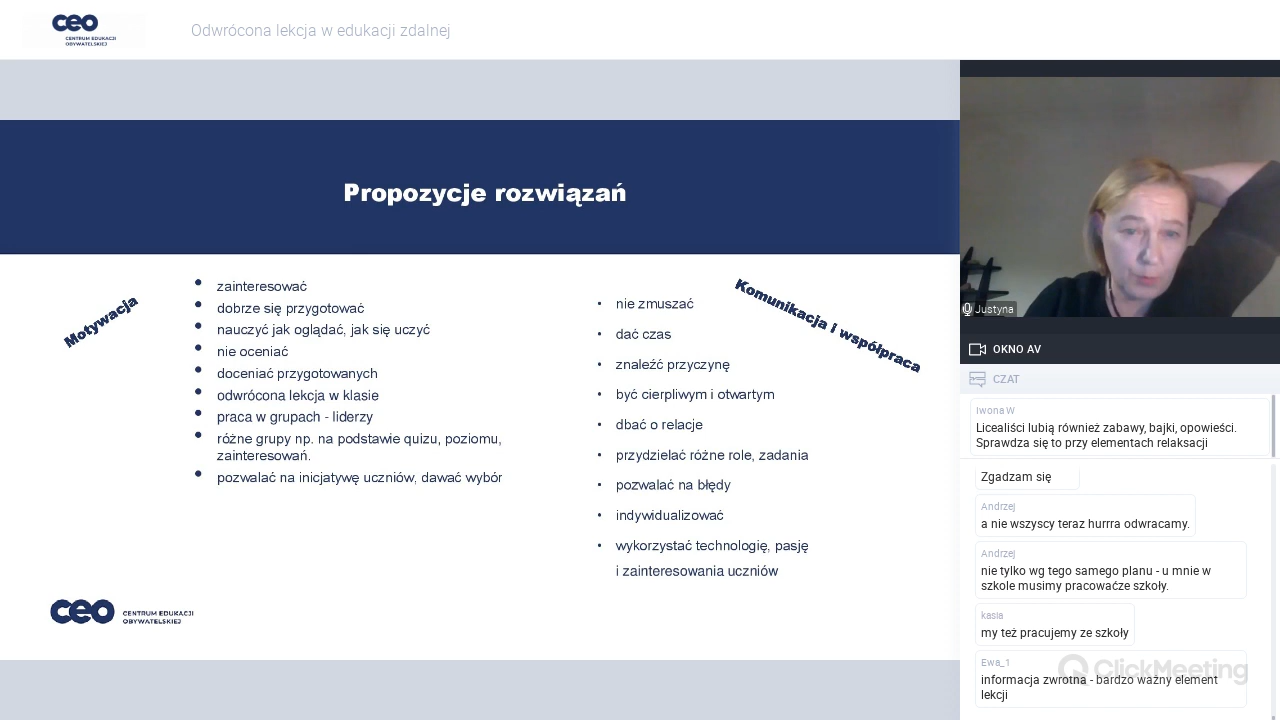 ceo
CENTRUM EDUKACJI
OBYWATELSKIEJ
Odwrócona lekcja w edukacji zdalnej
Propozycje rozwiązań
Motywacja
zainteresować
dobrze się przygotować
nauczyć jak oglądać, jak się uczyć
nie oceniać
doceniać przygotowanych
odwrócona lekcja w klasie
praca w grupach - liderzy
różne grupy np. na podstawie quizu, poziomu,
zainteresowań.
pozwalać na inicjatywę uczniów, dawać wybór
Komunikacja i współpraca
nie zmuszać
dać czas
znaleźć przyczynę
być cierpliwym i otwartym
dbać o relacje
przydzielać różne role, zadania
pozwalać na błędy
indywidualizować
wykorzystać technologię, pasję
i zainteresowania uczniów
ceo
CENTRUM EDUKACJI
OBYWATELSKIEJ
Justyna
OKNO AV
CZAT
Iwona W
Licealiści lubią również zabawy, bajki, opowieści.
Sprawdza się to przy elementach relaksacji
Zgadzam się
Andrzej
a nie wszyscy teraz hurrra odwracamy.
Andrzej
nie tylko wg tego samego planu - u mnie w
szkole musimy pracowaćze szkoły.
kasia
my też pracujemy ze szkoły
Ewa_1
informacja zwrotna - bardzo ważny element
lekcji
ClickMeeting